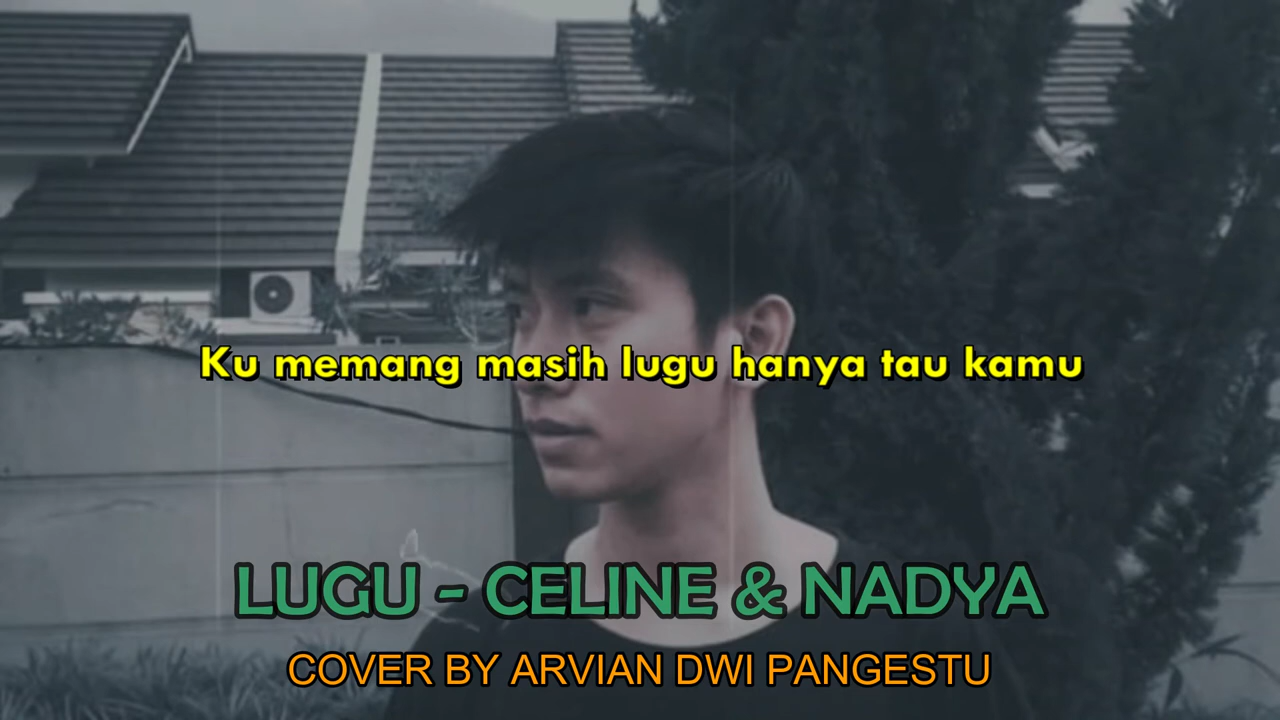 Ku memang masih lugu hanya tau kamu
LUGU - CELINE & NADYA
COVER BY ARVIAN DWI PANGESTU